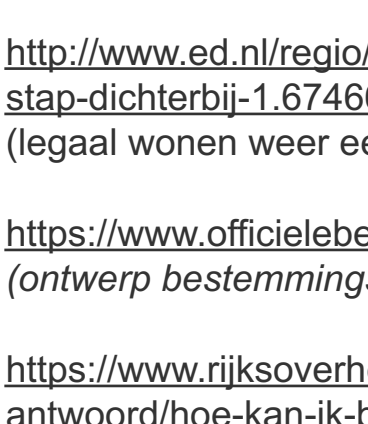 http://www.ed.nl/regio/
stap-dichterbij-1.6746
(legaal wonen weer e
https://www.officielebe
(ontwerp bestemming
https://www.rijksoverh
antwoord/hoe-kan-ik-b